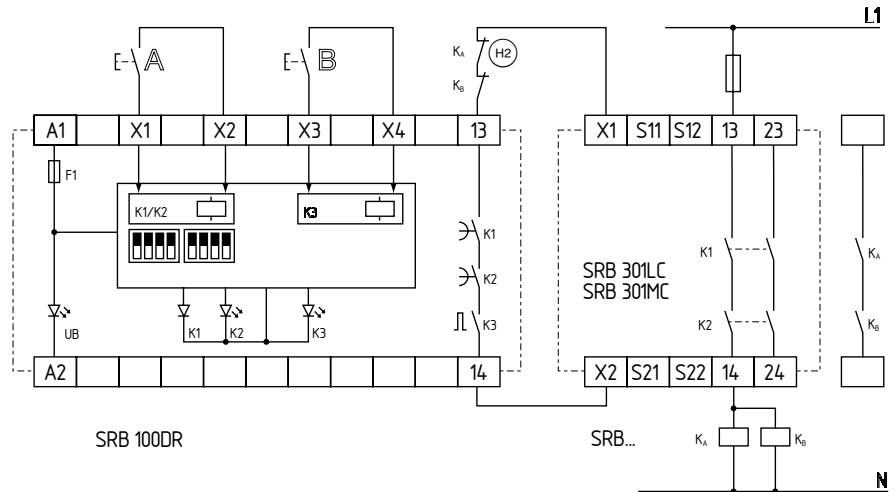 L1
A
B
KA
H2
KB
A1
X1
X2
X3
X4
13
X1
S11
S12
13
23
F1
K1/K2
K3
K1
K2
K3
UB
K1
K2
K3
SRB 301LC
SRB 301MC
K1
K2
KA
KB
A2
14
X2
S21
S22
14
24
SRB 100DR
SRB...
KA
KB
N